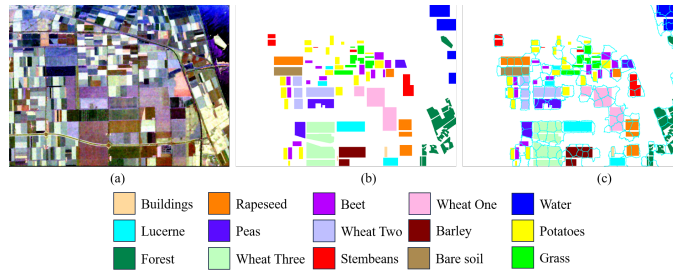 (a) (b) (c)
Buildings Rapeseed Beet Wheat One Water
Lucerne Peas Wheat Two Barley Potatoes
Forest Wheat Three Stembeans Bare soil Grass